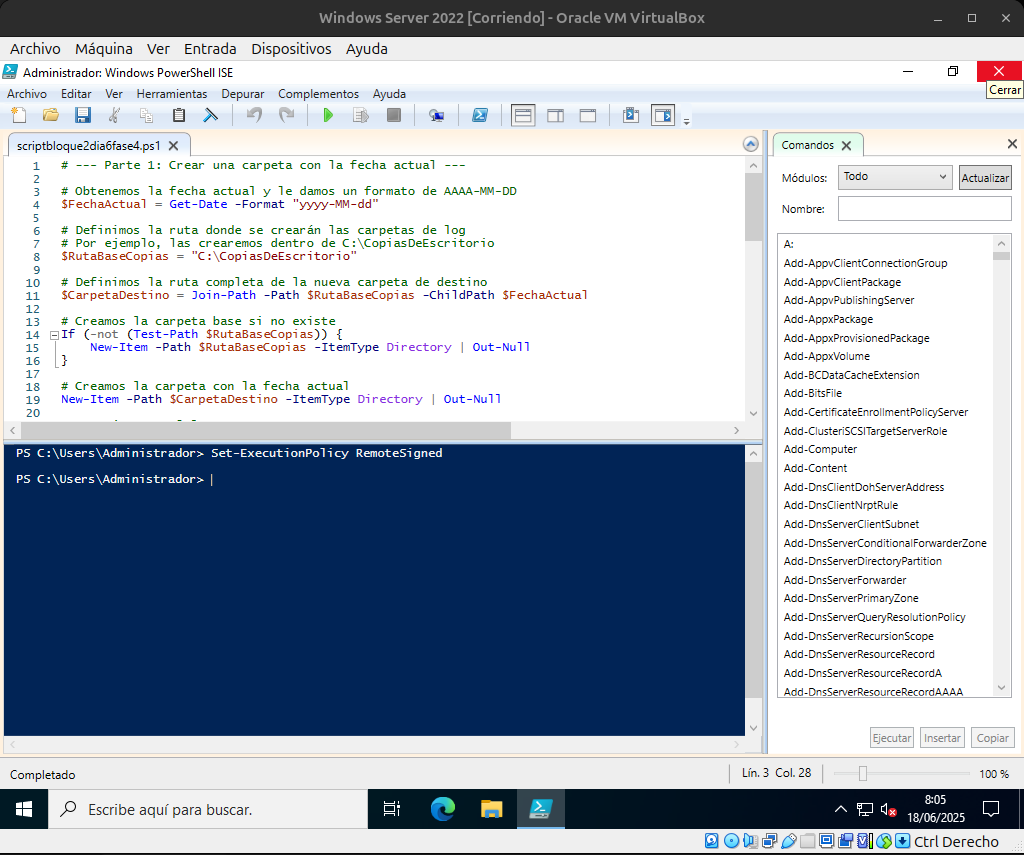 Windows Server 2022 [Corriendo] - Oracle VM VirtualBox
Archivo Máquina Ver Entrada Dispositivos Ayuda
Administrador: Windows PowerShell ISE
Cerrar
Archivo Editar Ver Herramientas Depurar Complementos Ayuda
scriptbloque2dia6fase4.ps1
1 # --- Parte 1: Crear una carpeta con la fecha actual ---
2
3 # Obtenemos la fecha actual y le damos un formato de AAAA-MM-DD
4 $FechaActual = Get-Date -Format "yyyy-MM-dd"
5
6 # Definimos la ruta donde se crearán las carpetas de log
7 # Por ejemplo, las crearemos dentro de C:\CopiasDeEscritorio
8 $RutaBaseCopias = "C:\CopiasDeEscritorio"
9
10 # Definimos la ruta completa de la nueva carpeta de destino
11 $CarpetaDestino = Join-Path -Path $RutaBaseCopias -ChildPath $FechaActual
12
13 # Creamos la carpeta base si no existe
14 If (-not (Test-Path $RutaBaseCopias)) {
15 New-Item -Path $RutaBaseCopias -ItemType Directory | Out-Null
16 }
17
18 # Creamos la carpeta con la fecha actual
19 New-Item -Path $CarpetaDestino -ItemType Directory | Out-Null
20
PS C:\Users\Administrador> Set-ExecutionPolicy RemoteSigned
PS C:\Users\Administrador>
Comandos
Módulos: Todo Actualizar
Nombre:
A:
Add-AppvClientConnectionGroup
Add-AppvClientPackage
Add-AppvPublishingServer
Add-AppxPackage
Add-AppxProvisionedPackage
Add-AppxVolume
Add-BCDataCacheExtension
Add-BitsFile
Add-CertificateEnrollmentPolicyServer
Add-ClusteriSCSITargetServerRole
Add-Computer
Add-Content
Add-DnsClientDohServerAddress
Add-DnsClientNrptRule
Add-DnsServerClientSubnet
Add-DnsServerConditionalForwarderZone
Add-DnsServerDirectoryPartition
Add-DnsServerForwarder
Add-DnsServerPrimaryZone
Add-DnsServerQueryResolutionPolicy
Add-DnsServerRecursionScope
Add-DnsServerResourceRecord
Add-DnsServerResourceRecordA
Add-DnsServerResourceRecordAAAA
Ejecutar Insertar Copiar
Completado
Lín. 3 Col. 28
100 %
Escribe aquí para buscar.
8:05
18/06/2025
Ctrl Derecho